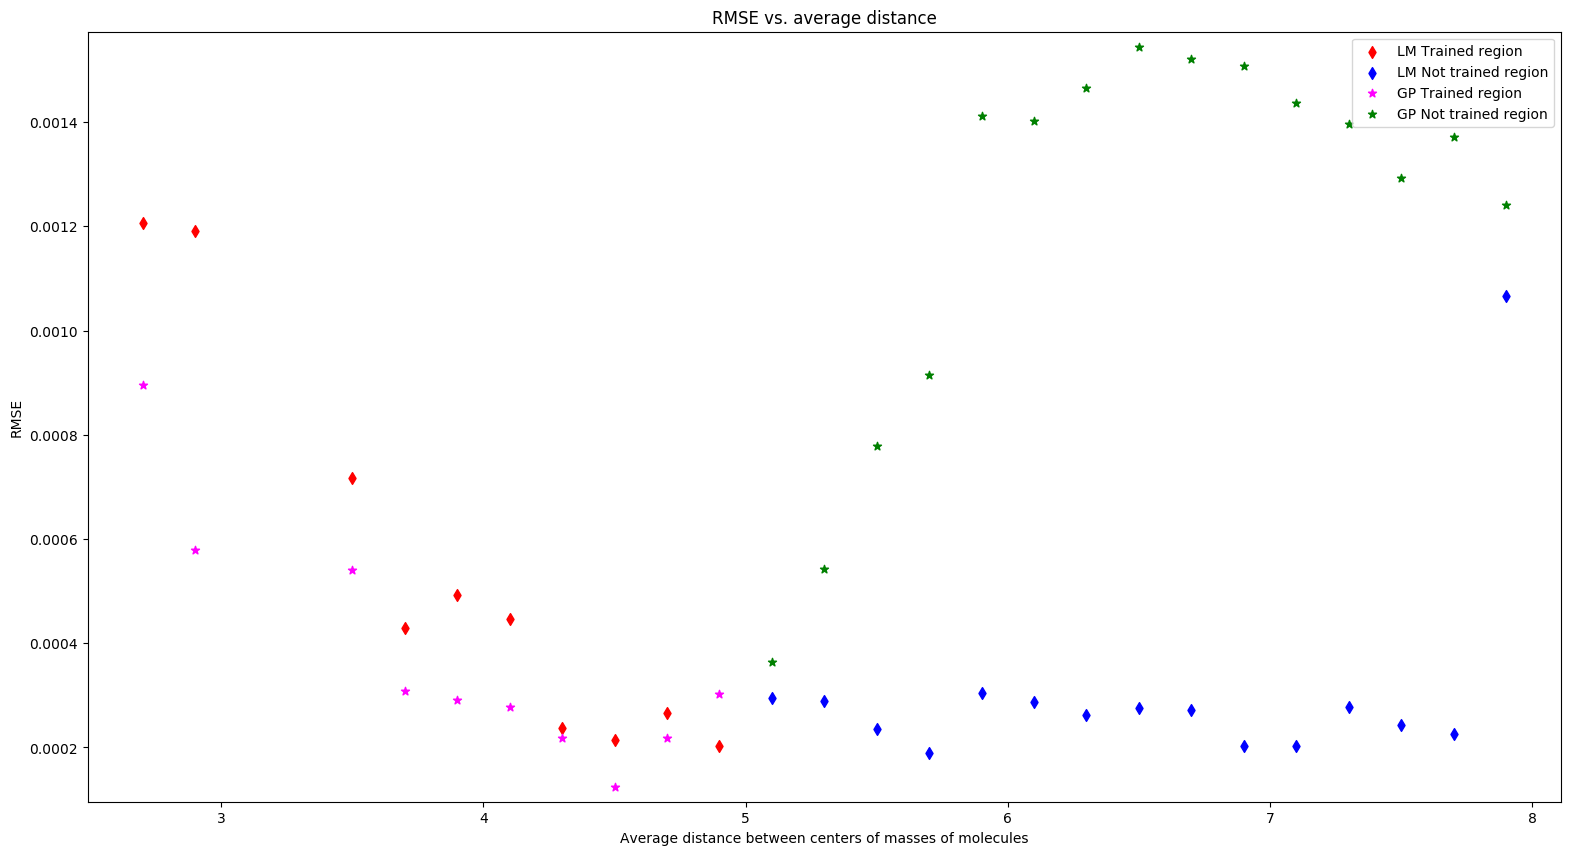 RMSE vs. average distance
LM Trained region
LM Not trained region
GP Trained region
GP Not trained region
0.0014
0.0012
0.0010
0.0008
0.0006
0.0004
0.0002
RMSE
3 4 5 6 7 8
Average distance between centers of masses of molecules